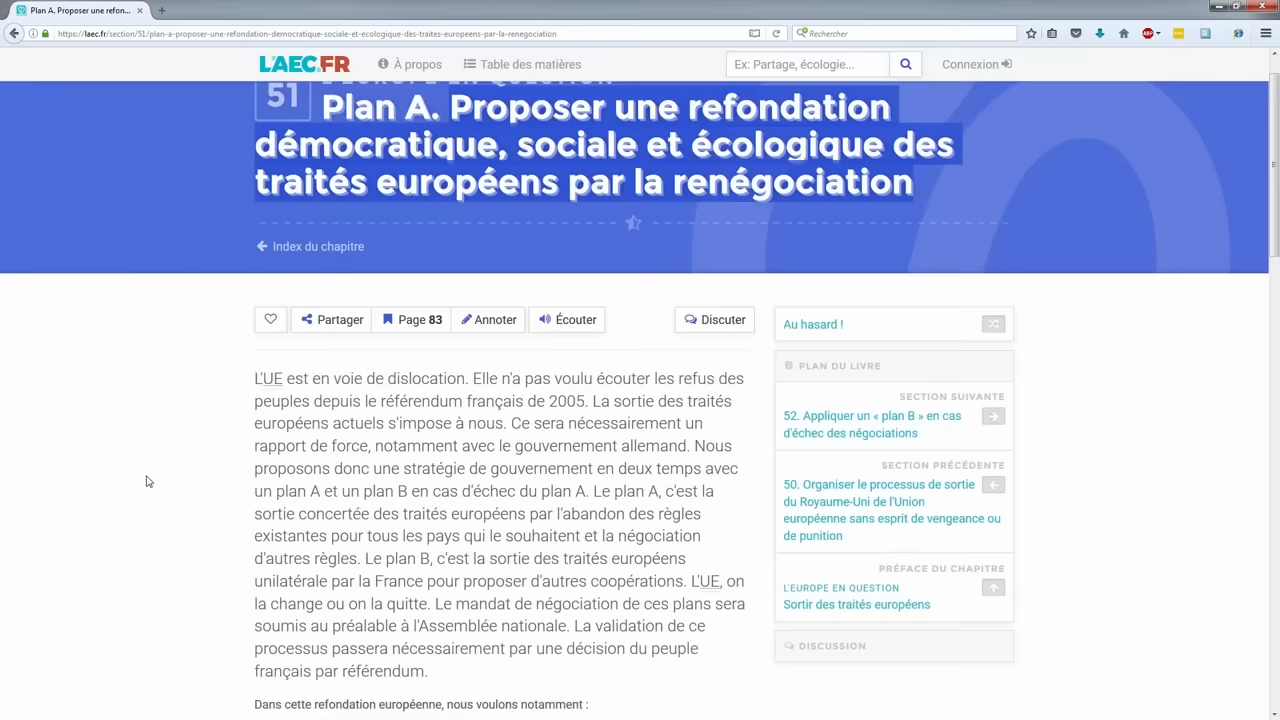 Plan A. Proposer une refon...
https://laec.fr/section/51/plan-a-proposer-une-refondation-democratique-sociale-et-ecologique-des-traites-europeens-par-la-renegociation
Rechercher
L'AEC.FR
À propos
Table des matières
Ex: Partage, écologie...
Connexion
L'EUROPE EN QUESTION
51
Plan A. Proposer une refondation
démocratique, sociale et écologique des
traités européens par la renégociation
Index du chapitre
Partager
Page 83
Annoter
Écouter
Discuter
L'UE est en voie de dislocation. Elle n'a pas voulu écouter les refus des
peuples depuis le référendum français de 2005. La sortie des traités
européens actuels s'impose à nous. Ce sera nécessairement un
rapport de force, notamment avec le gouvernement allemand. Nous
proposons donc une stratégie de gouvernement en deux temps avec
un plan A et un plan B en cas d'échec du plan A. Le plan A, c'est la
sortie concertée des traités européens par l'abandon des règles
existantes pour tous les pays qui le souhaitent et la négociation
d'autres règles. Le plan B, c'est la sortie des traités européens
unilatérale par la France pour proposer d'autres coopérations. L'UE, on
la change ou on la quitte. Le mandat de négociation de ces plans sera
soumis au préalable à l'Assemblée nationale. La validation de ce
processus passera nécessairement par une décision du peuple
français par référendum.
Dans cette refondation européenne, nous voulons notamment :
Au hasard !
PLAN DU LIVRE
SECTION SUIVANTE
52. Appliquer un « plan B » en cas
d'échec des négociations
SECTION PRÉCÉDENTE
50. Organiser le processus de sortie
du Royaume-Uni de l'Union
européenne sans esprit de vengeance ou
de punition
PRÉFACE DU CHAPITRE
L'EUROPE EN QUESTION
Sortir des traités européens
DISCUSSION